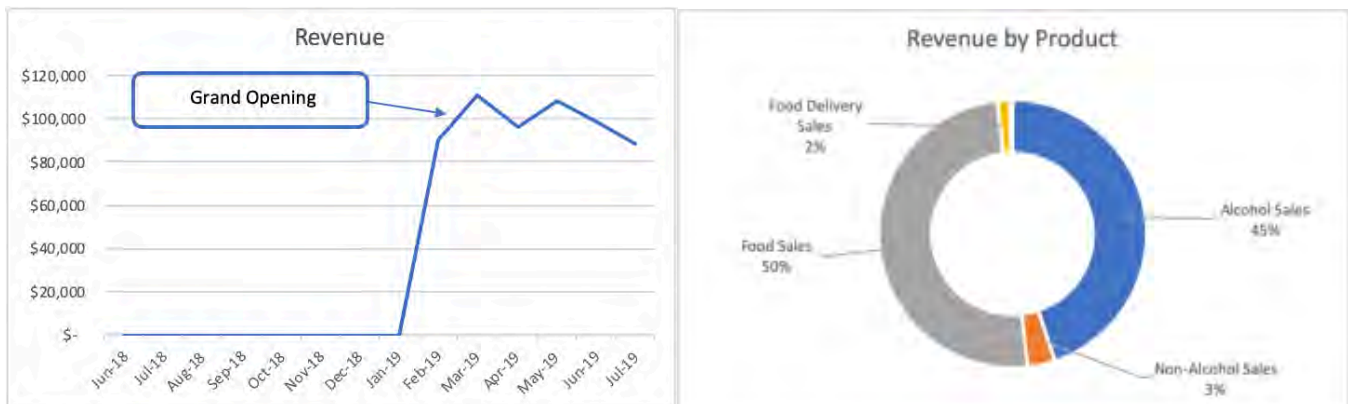 Revenue
$120,000
$100,000
$80,000
$60,000
$40,000
$20,000
$-
Grand Opening
Jun-18
Jul-18
Aug-18
Sep-18
Oct-18
Nov-18
Dec-18
Jan-19
Feb-19
Mar-19
Apr-19
May-19
Jun-19
Jul-19
Revenue by Product
Food Delivery
Sales
2%
Alcohol Sales
45%
Food Sales
50%
Non-Alcohol Sales
3%